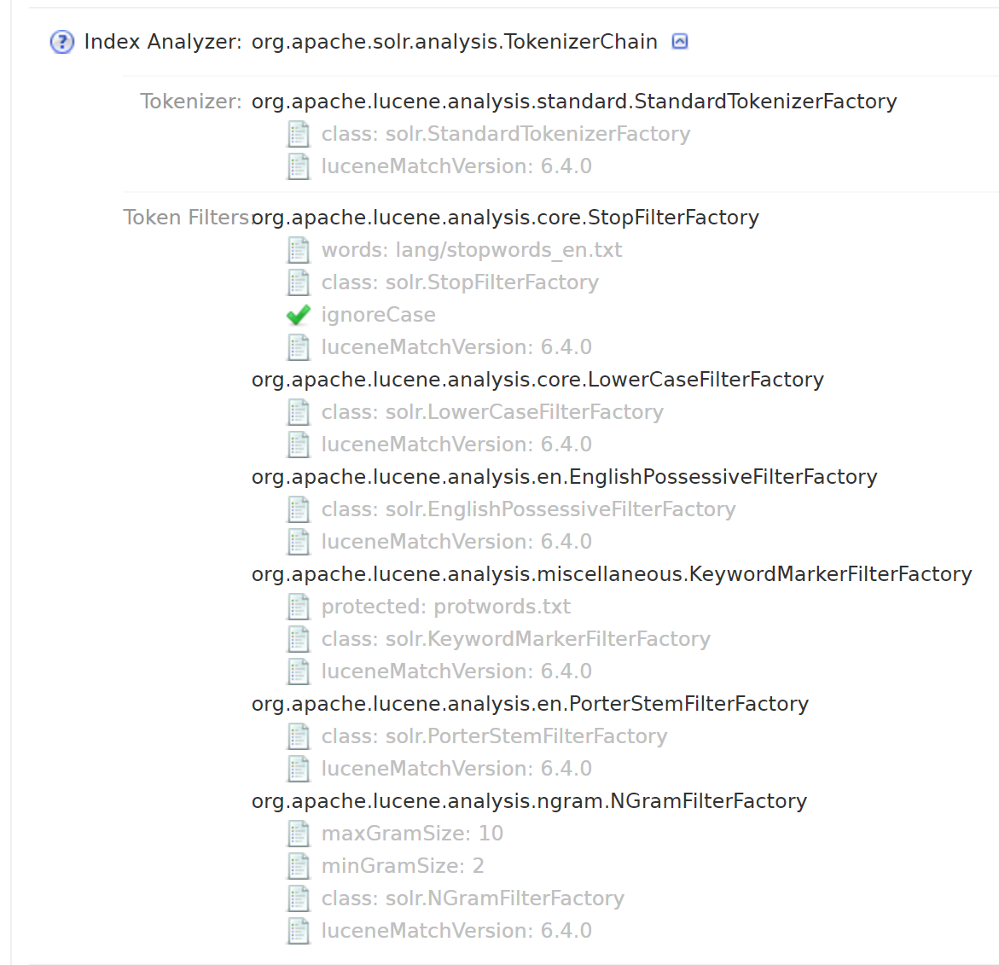 Index Analyzer: org.apache.solr.analysis.TokenizerChain
Tokenizer: org.apache.lucene.analysis.standard.StandardTokenizerFactory
class: solr.StandardTokenizerFactory
luceneMatchVersion: 6.4.0
Token Filters: org.apache.lucene.analysis.core.StopFilterFactory
words: lang/stopwords_en.txt
class: solr.StopFilterFactory
ignoreCase
luceneMatchVersion: 6.4.0
org.apache.lucene.analysis.core.LowerCaseFilterFactory
class: solr.LowerCaseFilterFactory
luceneMatchVersion: 6.4.0
org.apache.lucene.analysis.en.EnglishPossessiveFilterFactory
class: solr.EnglishPossessiveFilterFactory
luceneMatchVersion: 6.4.0
org.apache.lucene.analysis.miscellaneous.KeywordMarkerFilterFactory
protected: protwords.txt
class: solr.KeywordMarkerFilterFactory
luceneMatchVersion: 6.4.0
org.apache.lucene.analysis.en.PorterStemFilterFactory
class: solr.PorterStemFilterFactory
luceneMatchVersion: 6.4.0
org.apache.lucene.analysis.ngram.NGramFilterFactory
maxGramSize: 10
minGramSize: 2
class: solr.NGramFilterFactory
luceneMatchVersion: 6.4.0